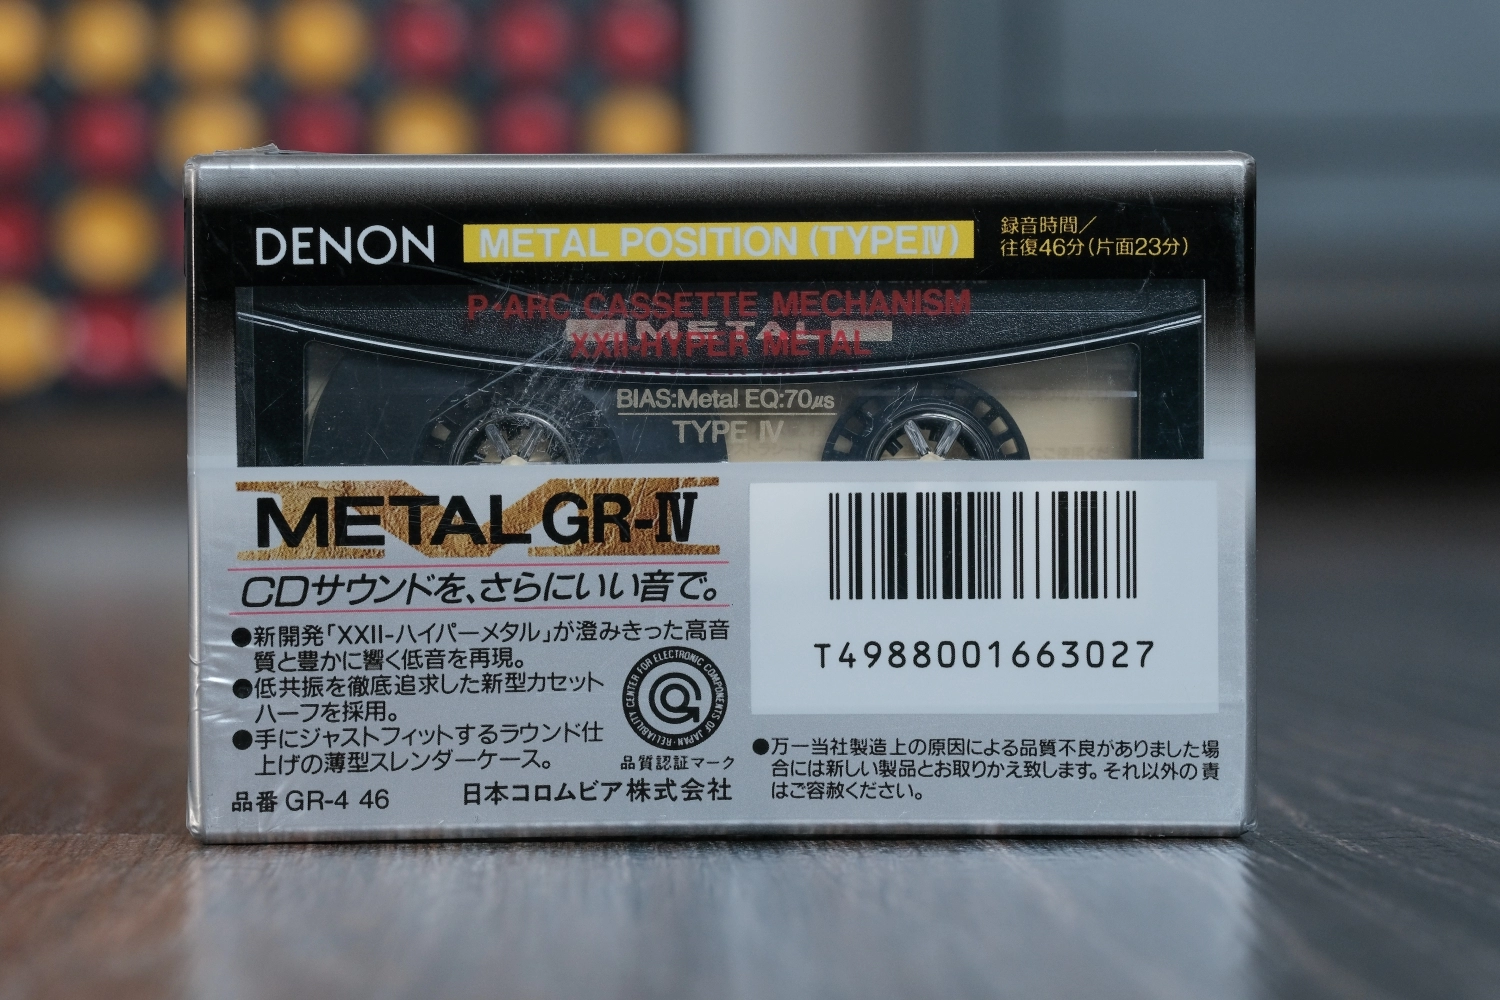 DENON
METAL POSITION (TYPE Ⅳ)
録音時間／
往復46分(片面23分)
P•ARC CASSETTE MECHANISM
METAL
XXII-HYPER METAL
BIAS:Metal EQ:70μs
TYPE Ⅳ
METAL GR-Ⅳ
CDサウンドを、さらにいい音で。
●新開発「XXII-ハイパーメタル」が澄みきった高音
質と豊かに響く低音を再現。
●低共振を徹底追求した新型カセット
ハーフを採用。
●手にジャストフィットするラウンド仕
上げの薄型スレンダーケース。
品番 GR-4 46
RELIABILITY CENTER FOR ELECTRONIC COMPONENTS OF JAPAN
品質認証マーク
日本コロムビア株式会社
T4988001663027
●万一当社製造上の原因による品質不良がありました場
合には新しい製品とお取りかえ致します。それ以外の責
はご容赦ください。